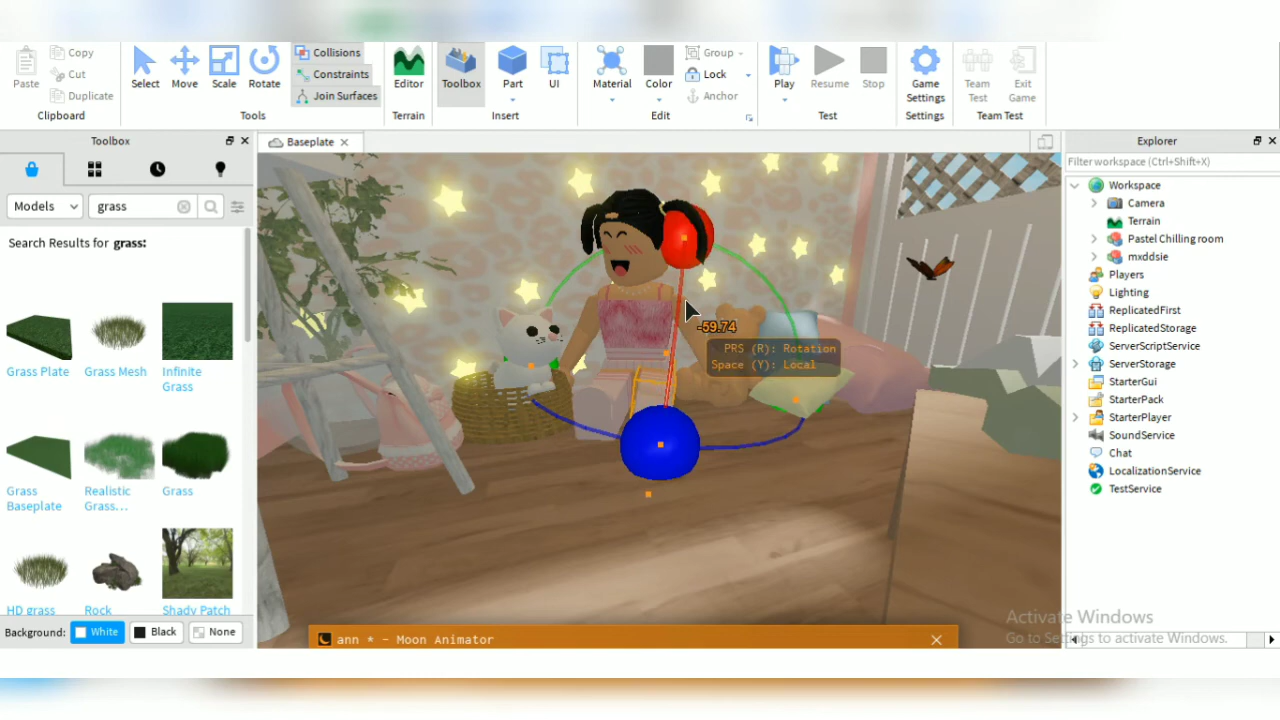 Paste
Copy
Cut
Duplicate
Clipboard
Select
Move
Scale
Rotate
Collisions
Constraints
Join Surfaces
Tools
Editor
Terrain
Toolbox
Part
UI
Insert
Material
Color
Group
Lock
Anchor
Edit
Play
Resume
Stop
Test
Game
Settings
Settings
Team
Test
Exit
Game
Team Test
Toolbox
Baseplate
Explorer
Models
grass
Search Results for grass:
Grass Plate
Grass Mesh
Infinite
Grass
Grass
Baseplate
Realistic
Grass...
Grass
HD grass
Rock
Shady Patch
Background:
White
Black
None
-59.74
PRS (R): Rotation
Space (Y): Local
ann * - Moon Animator
Filter workspace (Ctrl+Shift+X)
Workspace
Camera
Terrain
Pastel Chilling room
mxddsie
Players
Lighting
ReplicatedFirst
ReplicatedStorage
ServerScriptService
ServerStorage
StarterGui
StarterPack
StarterPlayer
SoundService
Chat
LocalizationService
TestService
Activate Windows
Go to Settings to activate Windows.